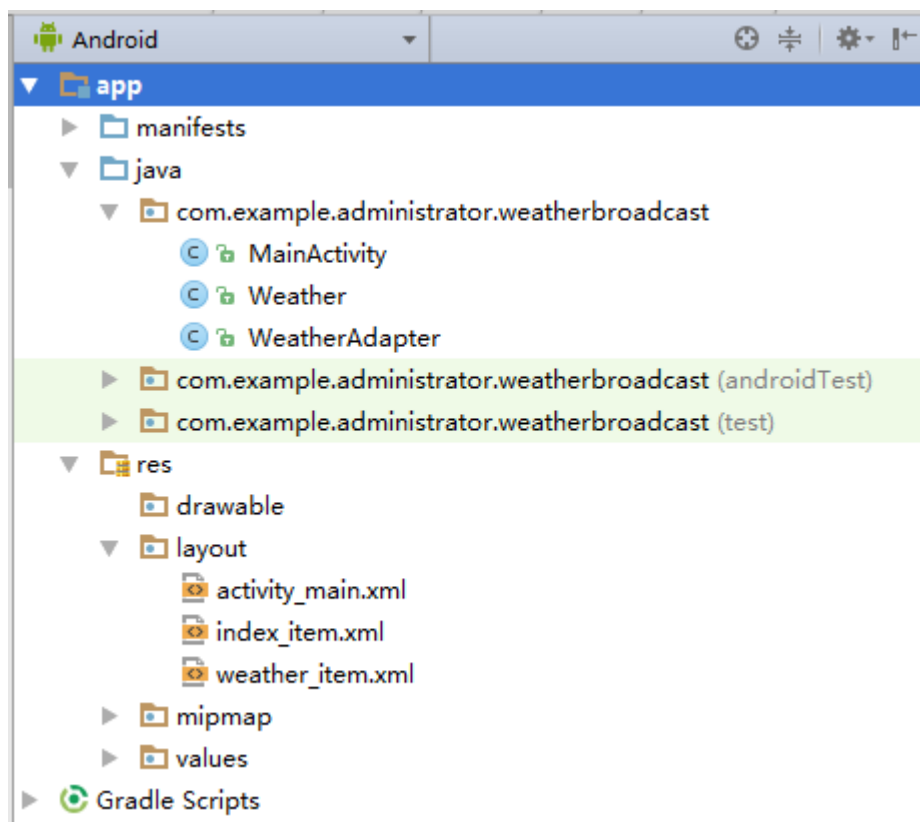 Android
app
manifests
java
com.example.administrator.weatherbroadcast
C MainActivity
C Weather
C WeatherAdapter
com.example.administrator.weatherbroadcast (androidTest)
com.example.administrator.weatherbroadcast (test)
res
drawable
layout
activity_main.xml
index_item.xml
weather_item.xml
mipmap
values
Gradle Scripts